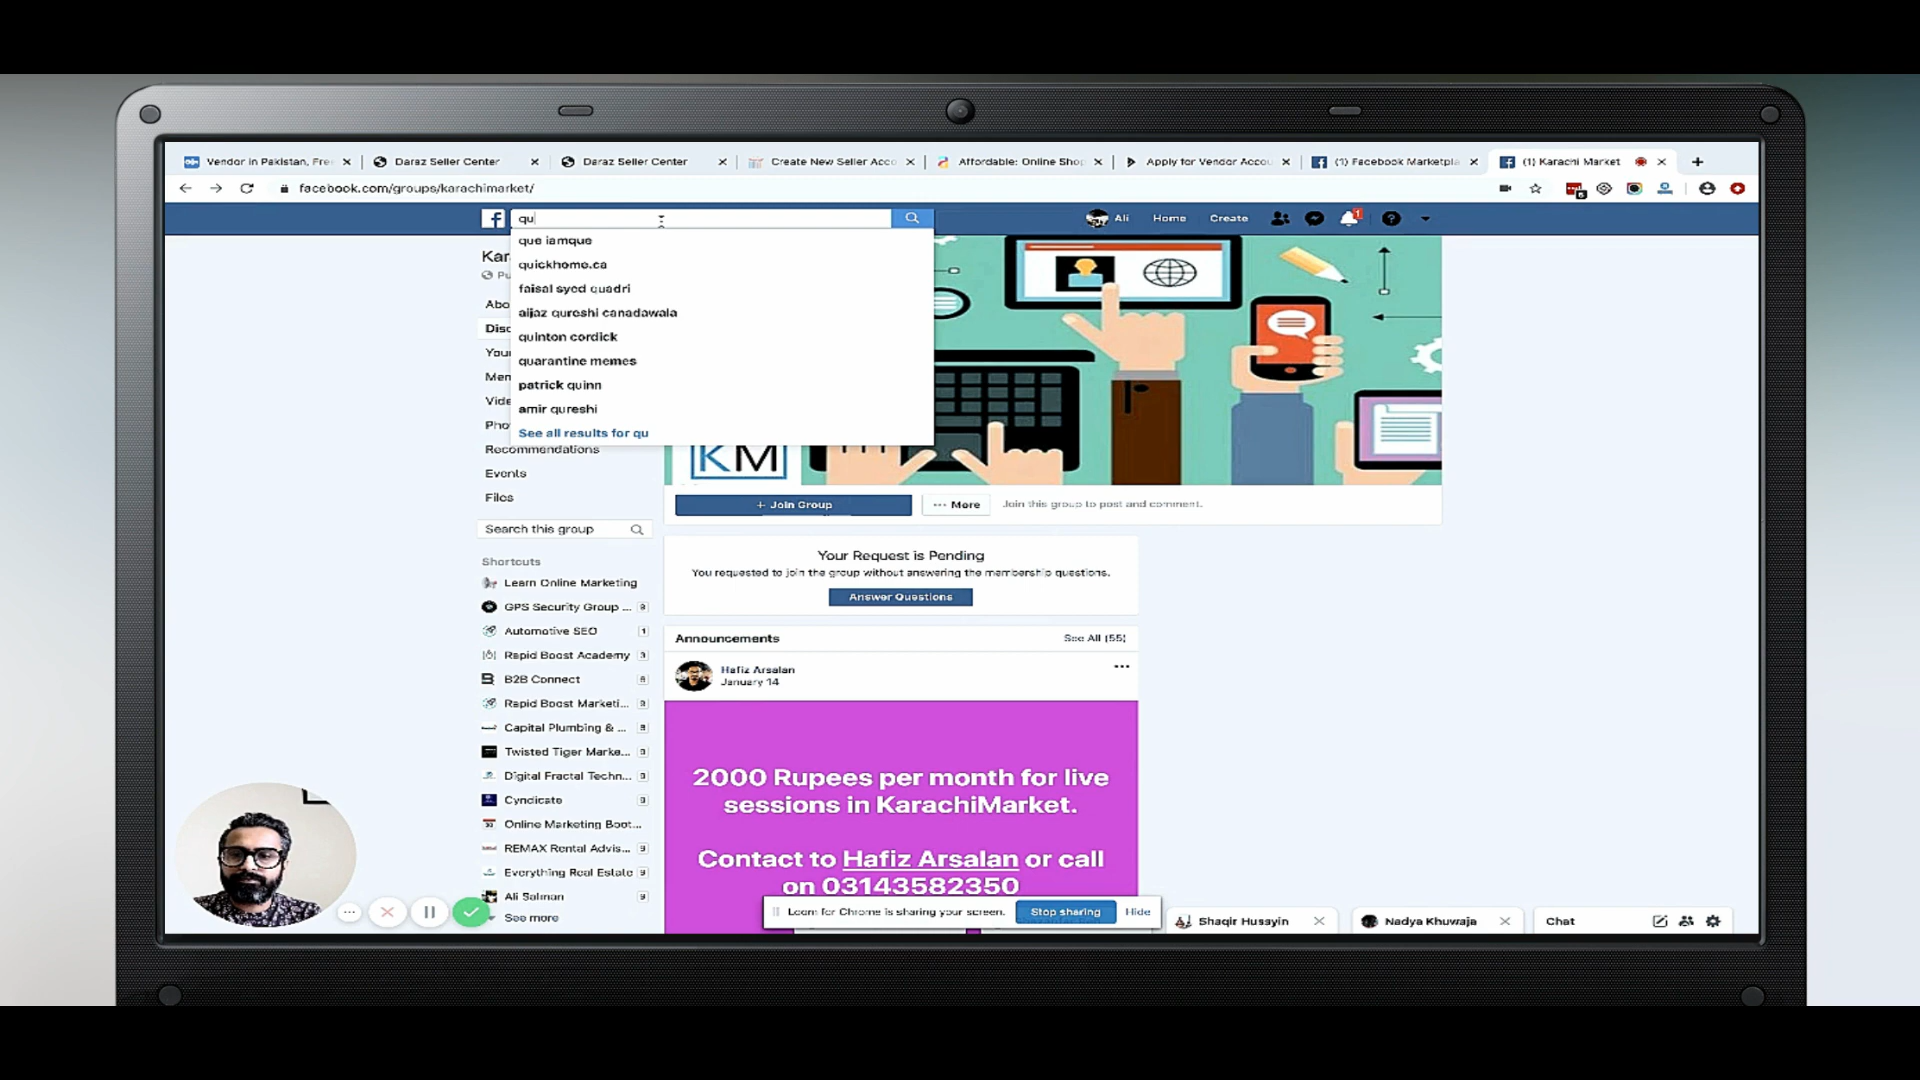 Vendor in Pakistan, Fre
Daraz Seller Center
Daraz Seller Center
Create New Seller Acco
Affordable: Online Shop
Apply for Vendor Accou
(1) Facebook Marketpla
(1) Karachi Market
facebook.com/groups/karachimarket/
qu
Ali
Home
Create
1
que iamque
quickhome.ca
faisal syed quadri
aijaz qureshi canadawala
quinton cordick
quarantine memes
patrick quinn
amir qureshi
See all results for qu
Kar
Pu
Abo
Disc
You
Mem
Vide
Pho
Recommendations
Events
Files
Search this group
KM
+ Join Group
More
Join this group to post and comment.
Your Request is Pending
You requested to join the group without answering the membership questions.
Answer Questions
Shortcuts
Learn Online Marketing
GPS Security Group ...
Automotive SEO 1
Rapid Boost Academy
B2B Connect
Rapid Boost Marketi...
Capital Plumbing & ...
Twisted Tiger Marke...
Digital Fractal Techn...
Cyndicate
Online Marketing Boot...
REMAX Rental Advis...
Everything Real Estate
Ali Salman
See more
Announcements
See All (55)
Hafiz Arsalan
January 14
2000 Rupees per month for live
sessions in KarachiMarket.
Contact to Hafiz Arsalan or call
on 03143582350
Loom for Chrome is sharing your screen.
Stop sharing
Hide
Shaqir Hussyin
Nadya Khuwaja
Chat